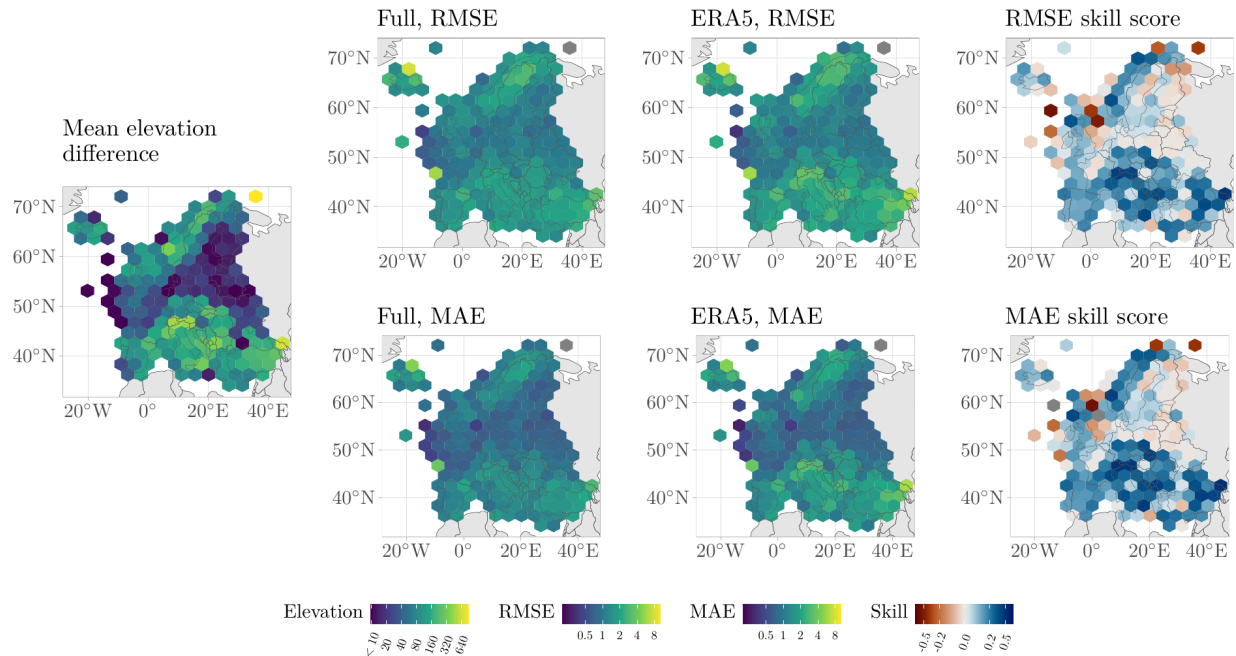 Full, RMSE
ERA5, RMSE
RMSE skill score
70°N
60°N
50°N
40°N
20°W 0° 20°E 40°E
70°N
60°N
50°N
40°N
20°W 0° 20°E 40°E
70°N
60°N
50°N
40°N
20°W 0° 20°E 40°E
Mean elevation
difference
70°N
60°N
50°N
40°N
20°W 0° 20°E 40°E
Full, MAE
ERA5, MAE
MAE skill score
70°N
60°N
50°N
40°N
20°W 0° 20°E 40°E
70°N
60°N
50°N
40°N
20°W 0° 20°E 40°E
70°N
60°N
50°N
40°N
20°W 0° 20°E 40°E
Elevation
< 10 20 40 80 160 320 640
RMSE
0.5 1 2 4 8
MAE
0.5 1 2 4 8
Skill
-0.5 -0.2 0.0 0.2 0.5